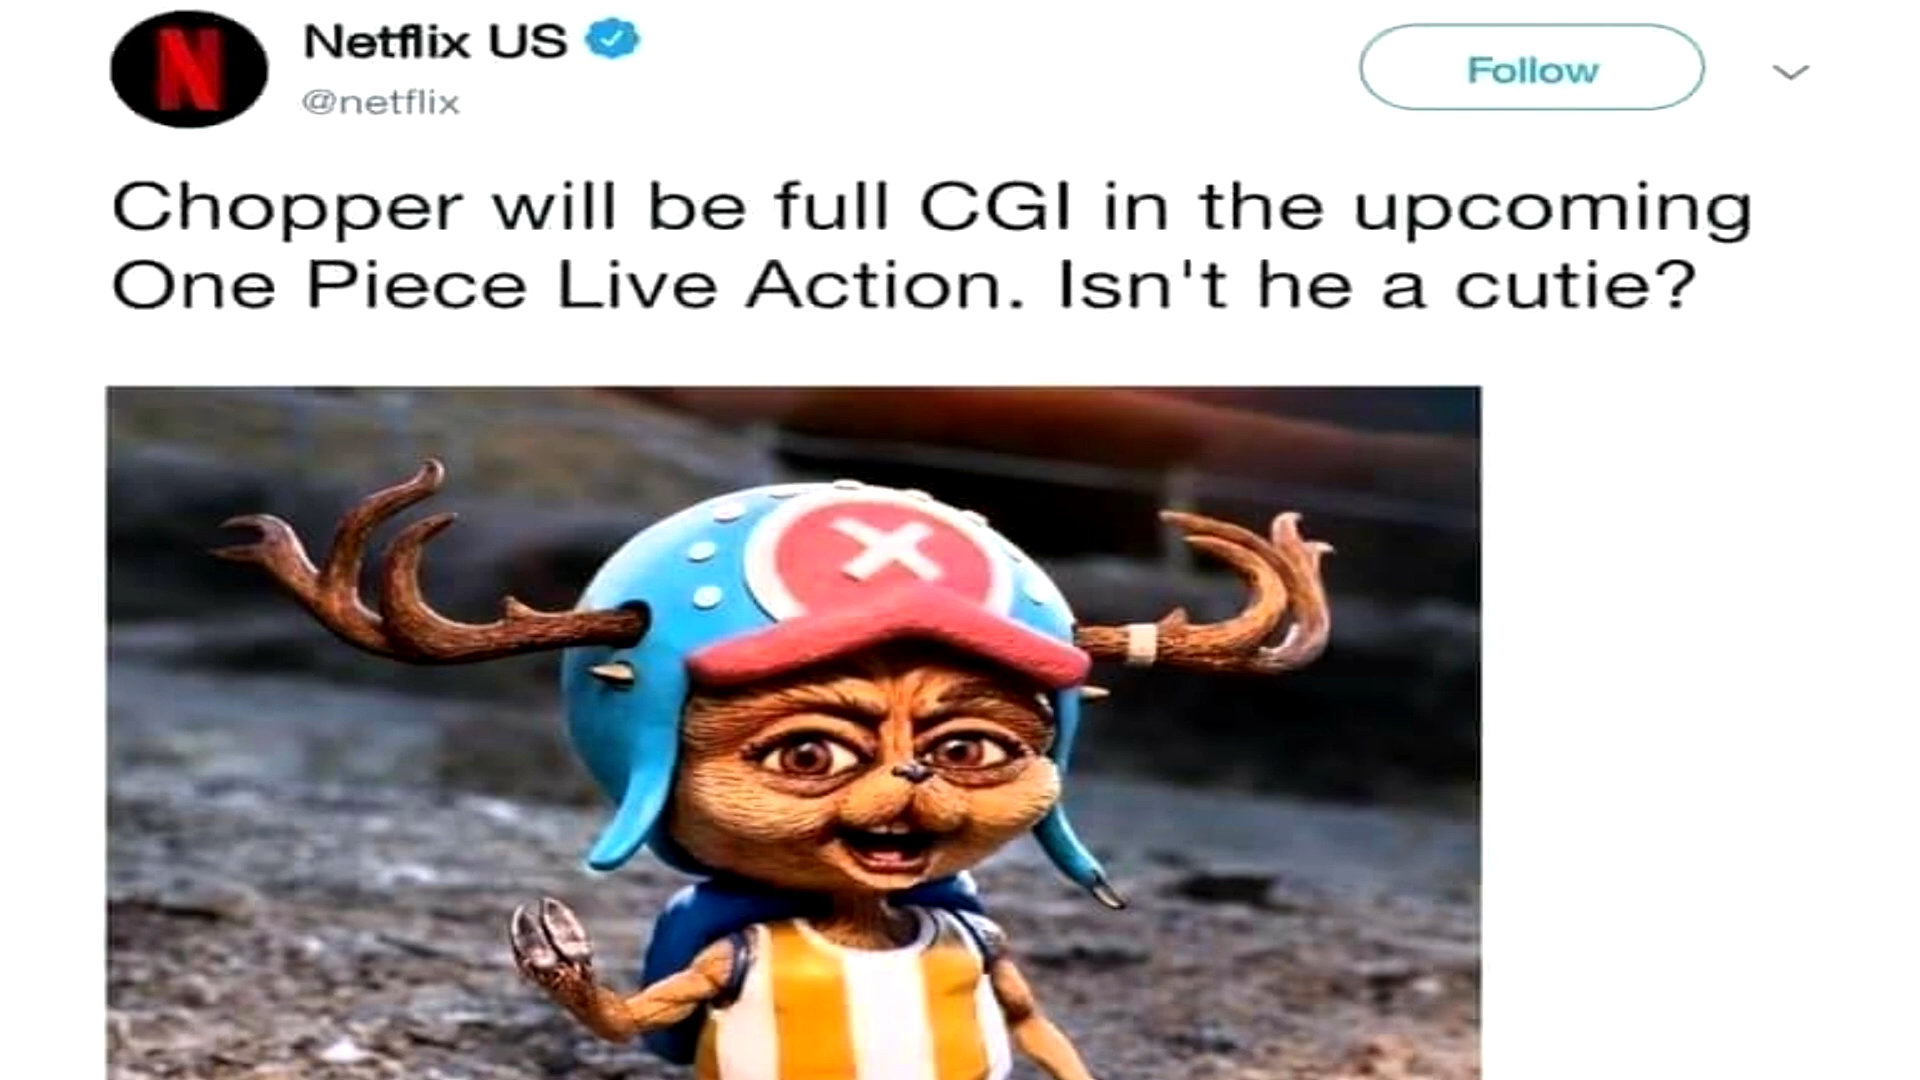 N
Netflix US
@netflix
Follow
Chopper will be full CGI in the upcoming
One Piece Live Action. Isn't he a cutie?